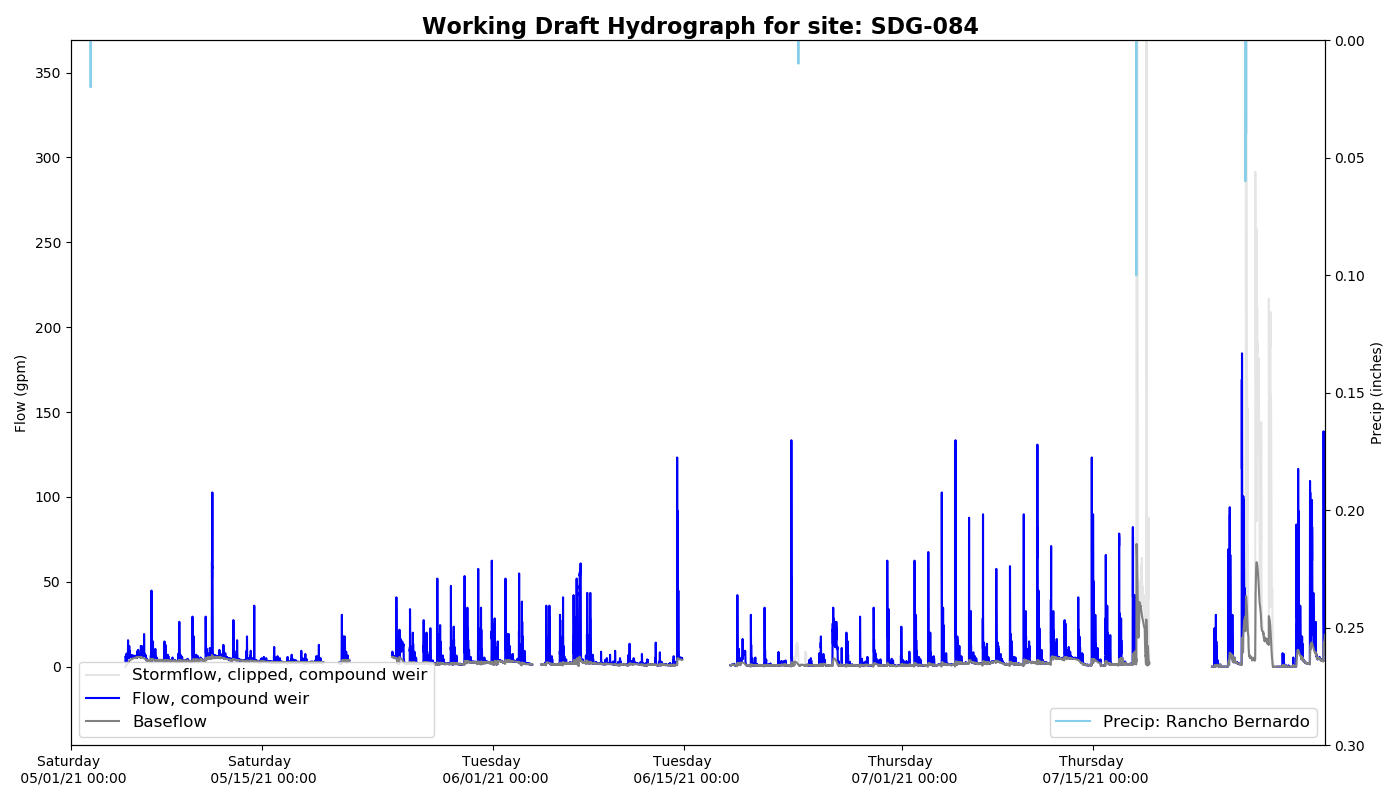 Working Draft Hydrograph for site: SDG-084
350
300
250
200
150
100
50
0
Flow (gpm)
0.00
0.05
0.10
0.15
0.20
0.25
0.30
Precip (inches)
Stormflow, clipped, compound weir
Flow, compound weir
Baseflow
Precip: Rancho Bernardo
Saturday
05/01/21 00:00
Saturday
05/15/21 00:00
Tuesday
06/01/21 00:00
Tuesday
06/15/21 00:00
Thursday
07/01/21 00:00
Thursday
07/15/21 00:00